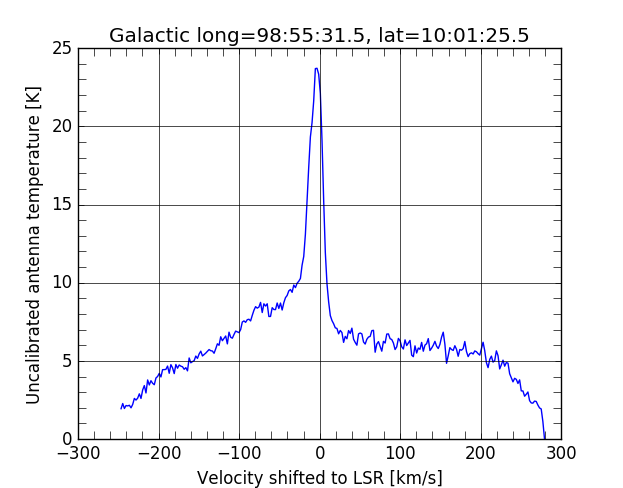 Galactic long=98:55:31.5, lat=10:01:25.5
25
20
15
10
5
0
Uncalibrated antenna temperature [K]
−300 −200 −100 0 100 200 300
Velocity shifted to LSR [km/s]